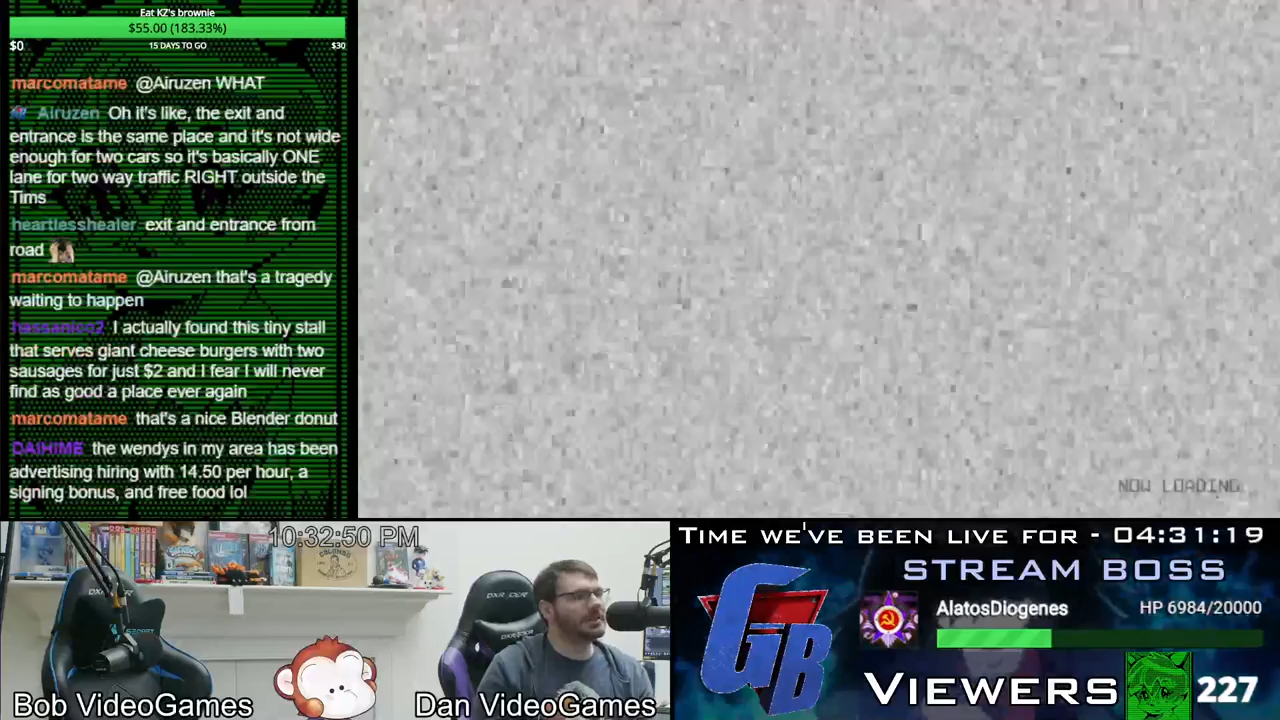 Eat KZ's brownie
$55.00 (183.33%)
$0 15 DAYS TO GO $30
marcomatame @Airuzen WHAT
Airuzen Oh it's like, the exit and
entrance is the same place and it's not wide
enough for two cars so it's basically ONE
lane for two way traffic RIGHT outside the
Tims
heartlesshealer exit and entrance from
road
marcomatame @Airuzen that's a tragedy
waiting to happen
I actually found this tiny stall
that serves giant cheese burgers with two
sausages for just $2 and I fear I will never
find as good a place ever again
marcomatame that's a nice Blender donut
DAIHIME the wendys in my area has been
advertising hiring with 14.50 per hour, a
signing bonus, and free food lol
NOW LOADING
10:32:50 PM
Bob VideoGames
Dan VideoGames
TIME WE'VE BEEN LIVE FOR - 04:31:19
STREAM BOSS
AlatosDiogenes HP 6984/20000
GB
VIEWERS 227